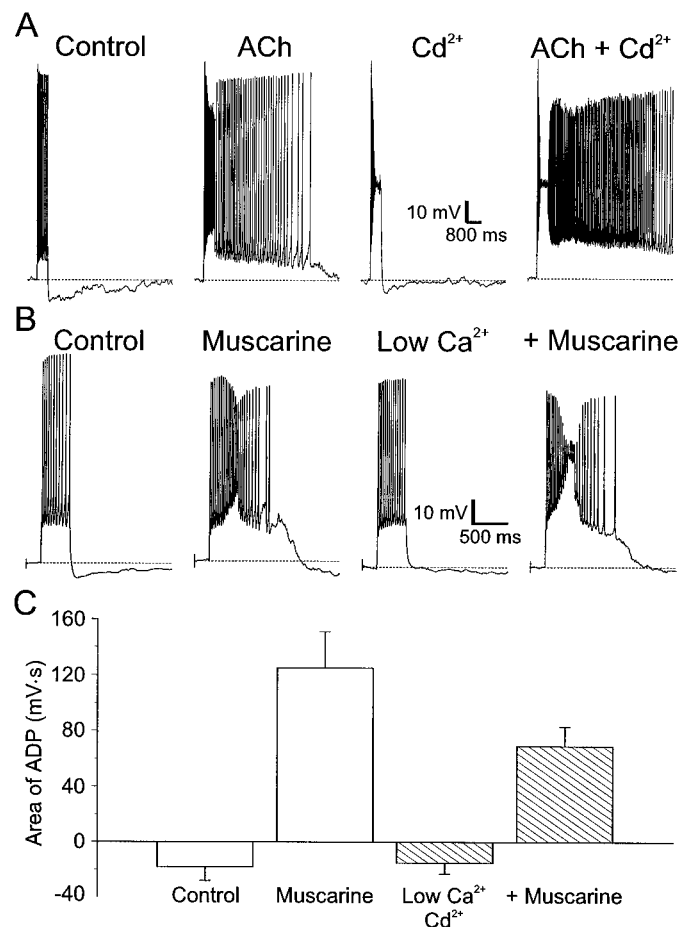 A
Control ACh Cd²⁺ ACh + Cd²⁺
10 mV
800 ms
B
Control Muscarine Low Ca²⁺ + Muscarine
10 mV
500 ms
C
160
120
80
40
0
-40
Area of ADP (mV·s)
Control Muscarine Low Ca²⁺ + Muscarine
Cd²⁺